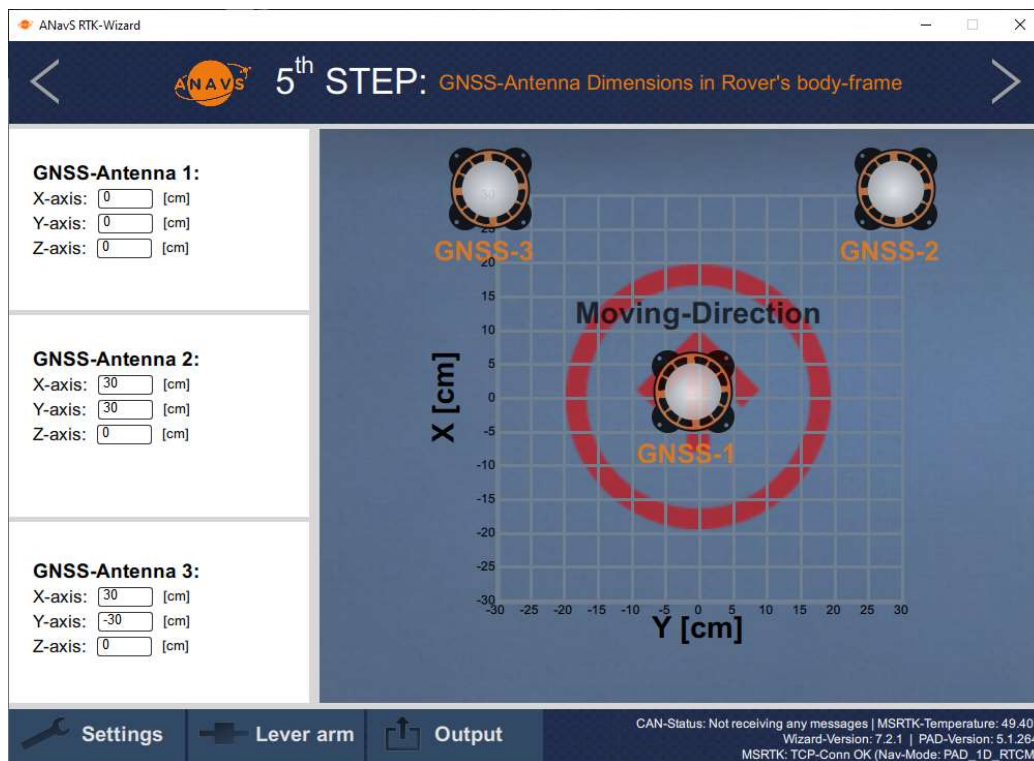 ANavS RTK-Wizard
ANAVS
5th STEP: GNSS-Antenna Dimensions in Rover's body-frame
GNSS-Antenna 1:
X-axis: 0 [cm]
Y-axis: 0 [cm]
Z-axis: 0 [cm]
GNSS-Antenna 2:
X-axis: 30 [cm]
Y-axis: 30 [cm]
Z-axis: 0 [cm]
GNSS-Antenna 3:
X-axis: 30 [cm]
Y-axis: -30 [cm]
Z-axis: 0 [cm]
30
25
GNSS-3
GNSS-2
20
15
Moving-Direction
10
5
X [cm]
0
-5
GNSS-1
-10
-15
-20
-25
-30
-30 -25 -20 -15 -10 -5 0 5 10 15 20 25 30
Y [cm]
Settings
Lever arm
Output
CAN-Status: Not receiving any messages | MSRTK-Temperature: 49.40
Wizard-Version: 7.2.1 | PAD-Version: 5.1.264
MSRTK: TCP-Conn OK (Nav-Mode: PAD_1D_RTCM